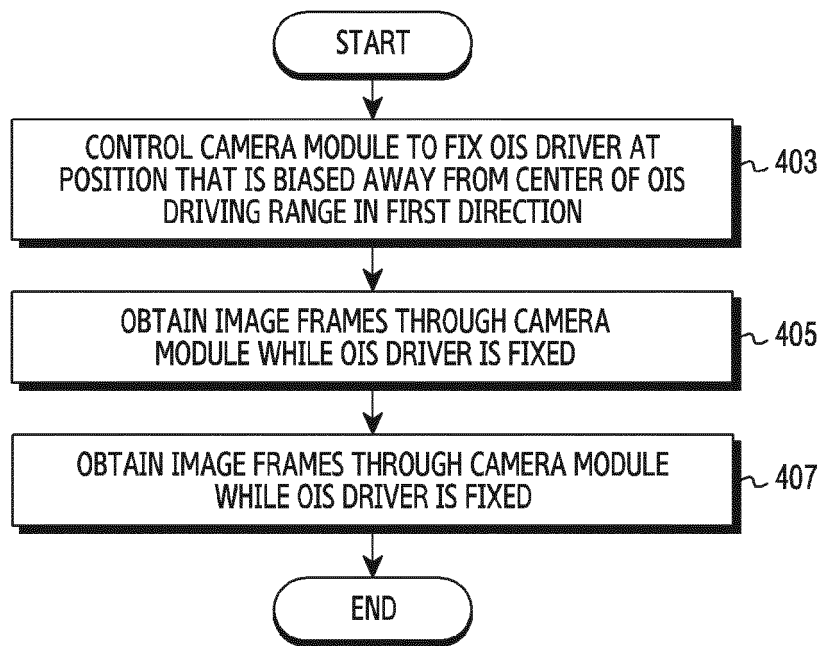 START
CONTROL CAMERA MODULE TO FIX OIS DRIVER AT
POSITION THAT IS BIASED AWAY FROM CENTER OF OIS
DRIVING RANGE IN FIRST DIRECTION
403
OBTAIN IMAGE FRAMES THROUGH CAMERA
MODULE WHILE OIS DRIVER IS FIXED
405
OBTAIN IMAGE FRAMES THROUGH CAMERA MODULE
WHILE OIS DRIVER IS FIXED
407
END